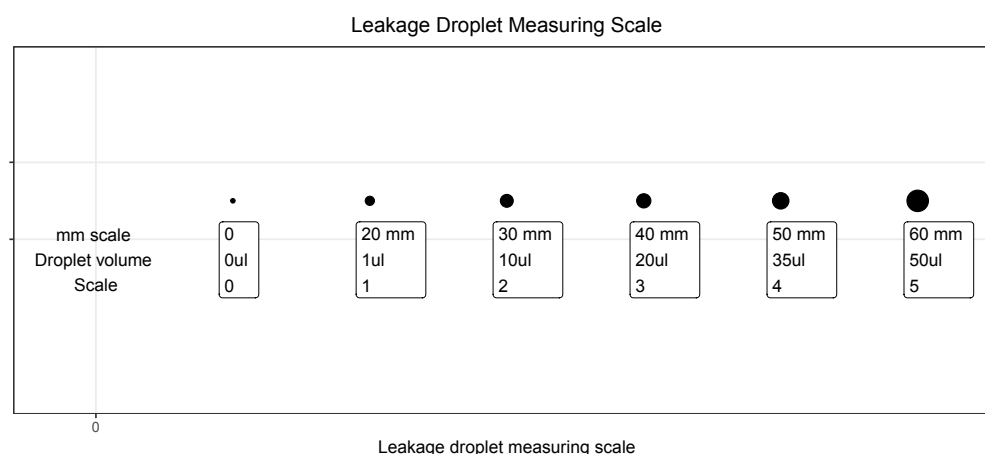 Leakage Droplet Measuring Scale
mm scale 0 20 mm 30 mm 40 mm 50 mm 60 mm
Droplet volume 0ul 1ul 10ul 20ul 35ul 50ul
Scale 0 1 2 3 4 5
0
Leakage droplet measuring scale